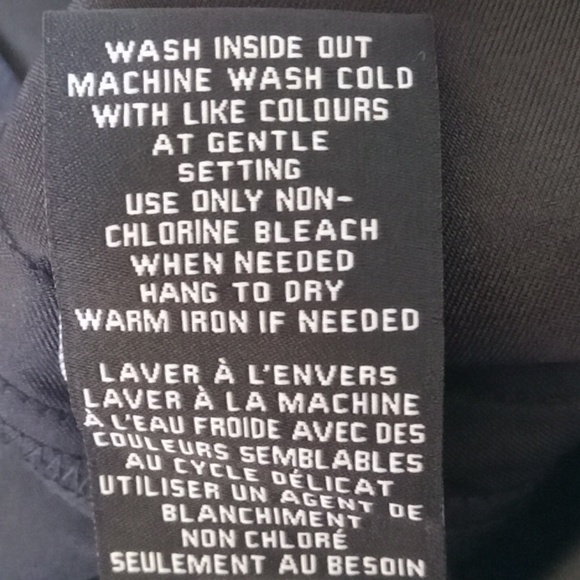 WASH INSIDE OUT
MACHINE WASH COLD
WITH LIKE COLOURS
AT GENTLE
SETTING
USE ONLY NON-
CHLORINE BLEACH
WHEN NEEDED
HANG TO DRY
WARM IRON IF NEEDED
LAVER À L'ENVERS
LAVER À LA MACHINE
À L'EAU FROIDE AVEC DES
COULEURS SEMBLABLES
AU CYCLE DÉLICAT
UTILISER UN AGENT DE
BLANCHIMENT
NON CHLORÉ
SEULEMENT AU BESOIN